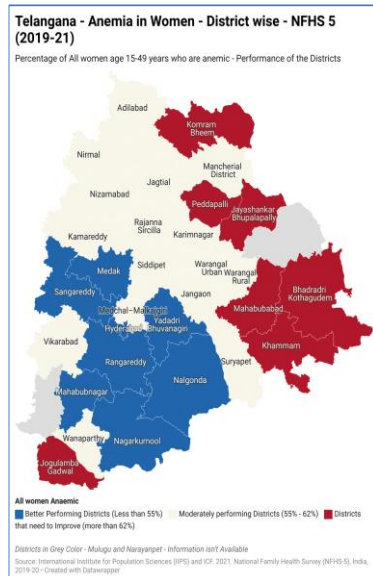 Telangana - Anemia in Women - District wise - NFHS 5
(2019-21)
Percentage of All women age 15-49 years who are anemic - Performance of the Districts
Adilabad
Komram
Bheem
Nirmal
Mancherial
District
Jagtial
Nizamabad
Peddapalli
Jayashankar
Bhupalapally
Rajanna
Sircilla
Karimnagar
Kamareddy
Siddipet
Warangal
Urban
Warangal
Rural
Medak
Sangareddy
Jangaon
Bhadradri
Kothagudem
Mahabubabad
Medchal-Malkajgiri
Yadadri
Bhuvanagiri
Hyderabad
Vikarabad
Khammam
Rangareddy
Suryapet
Nalgonda
Mahabubnagar
Wanaparthy
Nagarkurnool
Jogulamba
Gadwal
All women Anaemic
Better Performing Districts (Less than 55%) Moderately performing Districts (55% - 62%) Districts
that need to Improve (more than 62%)
Districts in Grey Color - Mulugu and Narayanpet - Information isn't Available
Source: International Institute for Population Sciences (IIPS) and ICF. 2021. National Family Health Survey (NFHS-5), India,
2019-20 • Created with Datawrapper